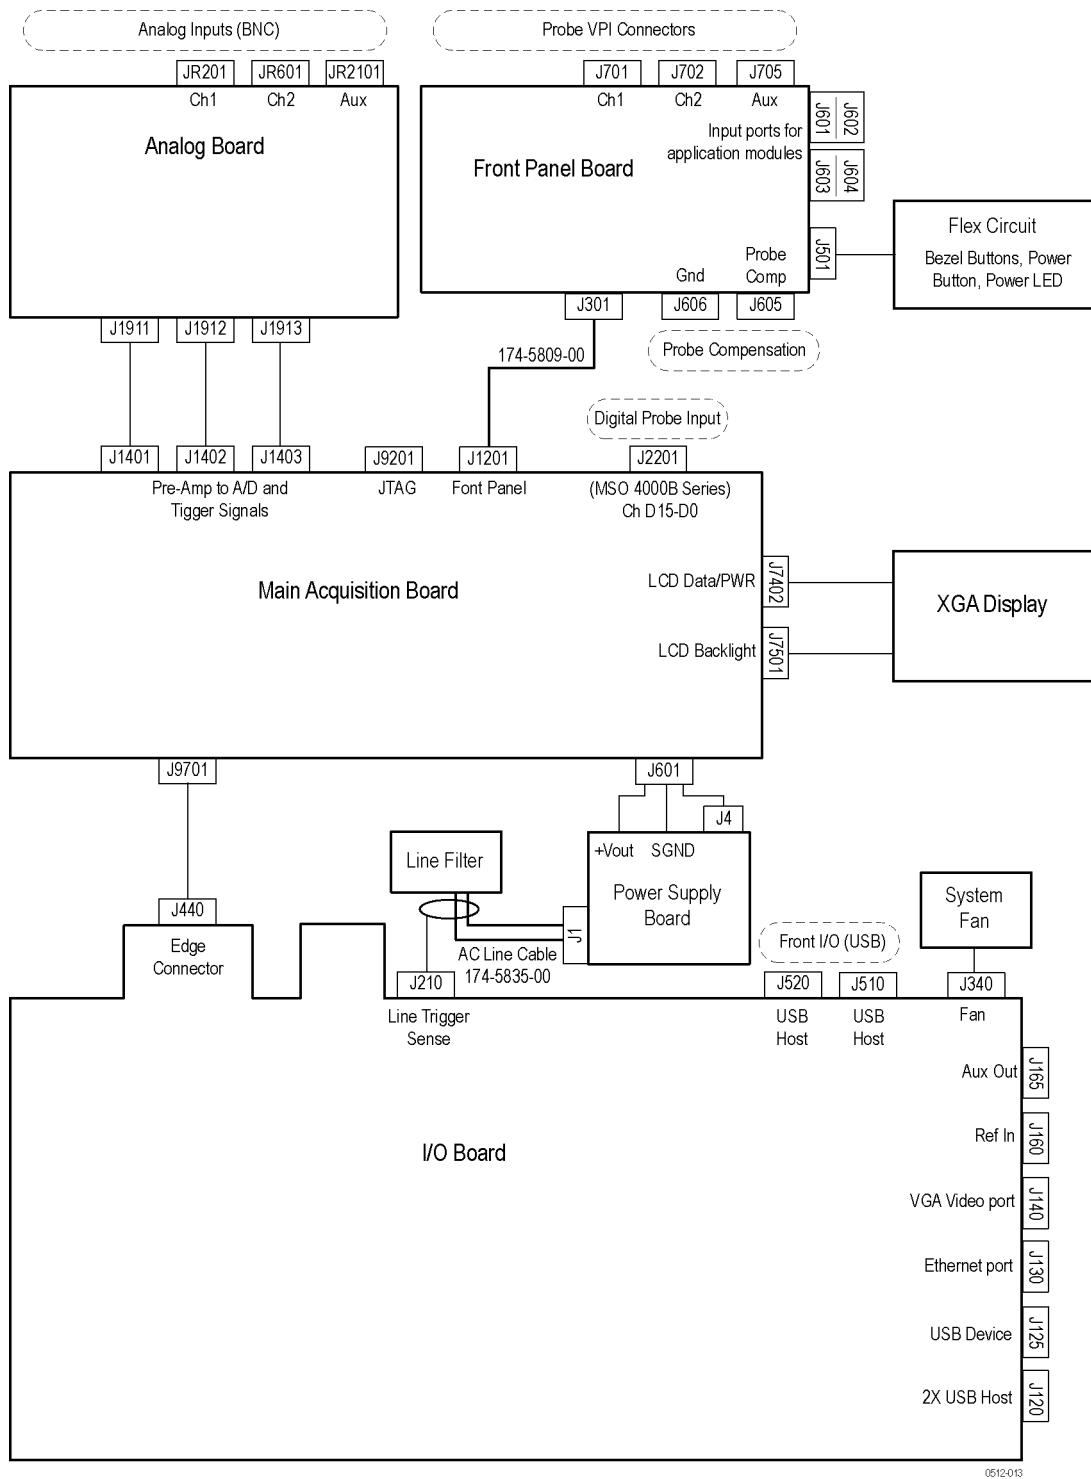 Analog Inputs (BNC)
Probe VPI Connectors
JR201
JR601
JR2101
J701
J702
J705
Ch1
Ch2
Aux
Ch1
Ch2
Aux
J601
J602
Analog Board
Input ports for
application modules
Front Panel Board
J603
J604
J501
Flex Circuit
Bezel Buttons, Power
Button, Power LED
Probe
Comp
Gnd
J1911
J1912
J1913
J301
J606
J605
174-5809-00
Probe Compensation
Digital Probe Input
J1401
J1402
J1403
J9201
J1201
J2201
Pre-Amp to A/D and
Tigger Signals
JTAG
Font Panel
(MSO 4000B Series)
Ch D15-D0
Main Acquisition Board
LCD Data/PWR
J7402
XGA Display
LCD Backlight
J7501
J9701
J601
J4
Line Filter
+Vout
SGND
Power Supply
Board
System
Fan
J440
J1
Edge
Connector
AC Line Cable
174-5835-00
Front I/O (USB)
J210
J520
J510
J340
Line Trigger
Sense
USB
Host
USB
Host
Fan
Aux Out
J165
Ref In
J160
I/O Board
VGA Video port
J140
Ethernet port
J130
USB Device
J125
2X USB Host
J120
0512-013